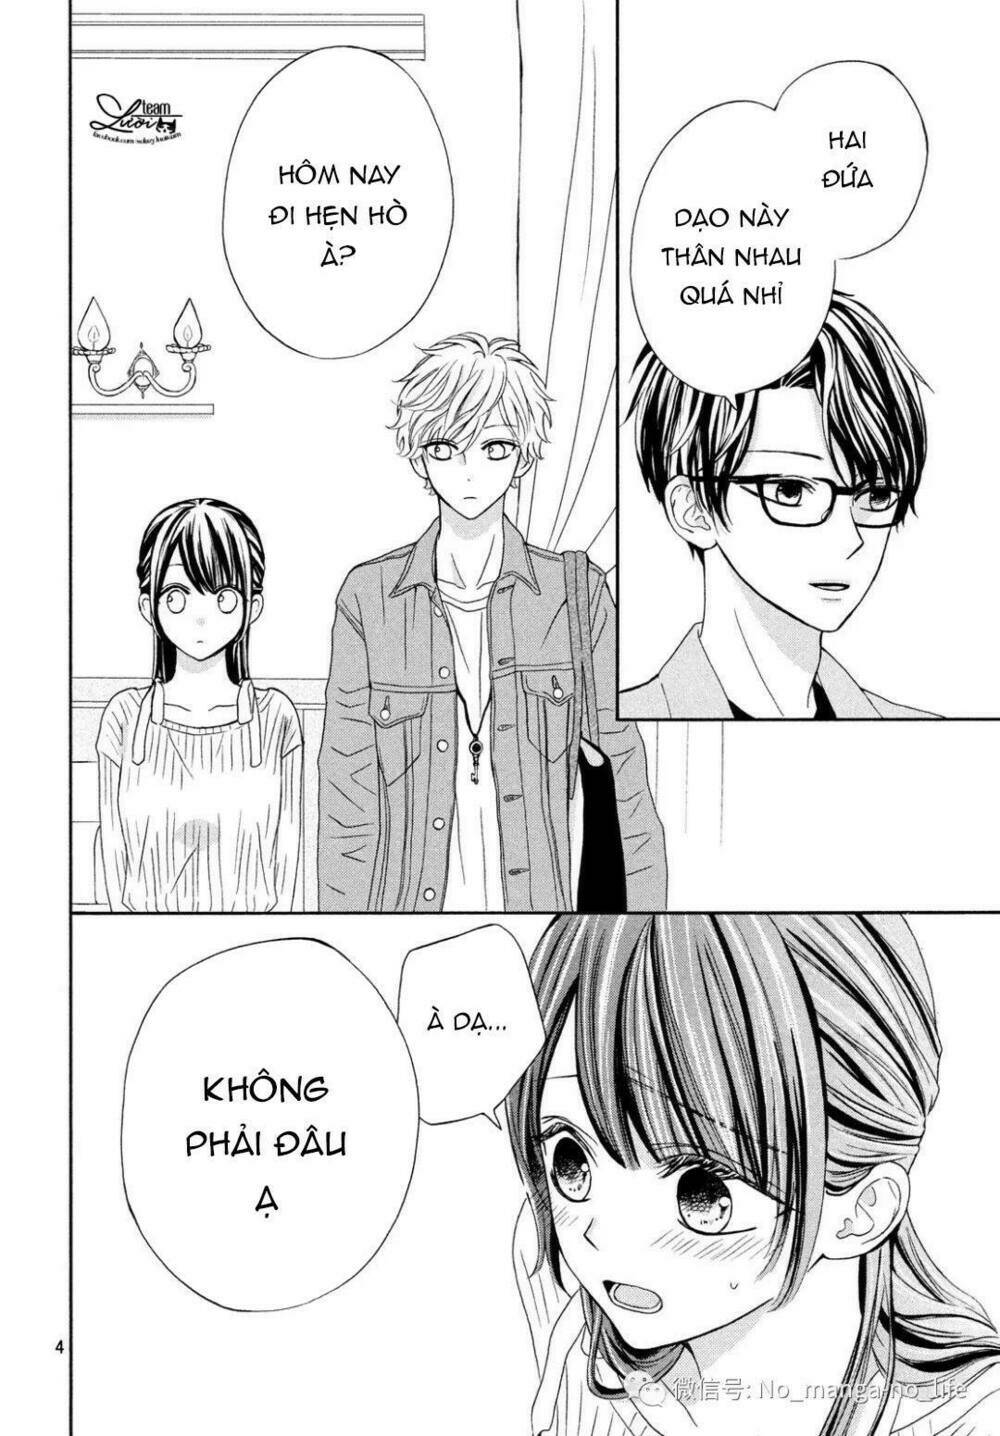 HAI
ĐỨA
DẠO NÀY
THÂN NHAU
QUÁ NHỈ
HÔM NAY
ĐI HẸN HÒ
À?
À DẠ...
KHÔNG
PHẢI ĐÂU
Ạ
team
Lười
4
微信号: No_manga-no_life